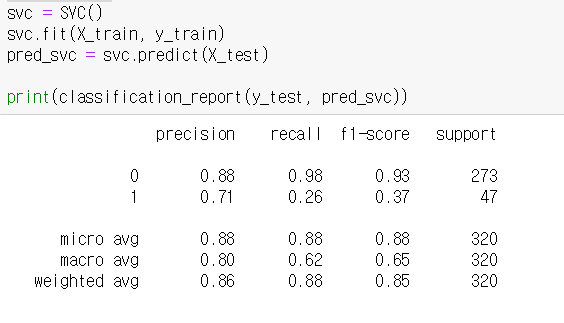 svc = SVC()
svc.fit(X_train, y_train)
pred_svc = svc.predict(X_test)
print(classification_report(y_test, pred_svc))
precision recall f1-score support
0 0.88 0.98 0.93 273
1 0.71 0.26 0.37 47
micro avg 0.88 0.88 0.88 320
macro avg 0.80 0.62 0.65 320
weighted avg 0.86 0.88 0.85 320